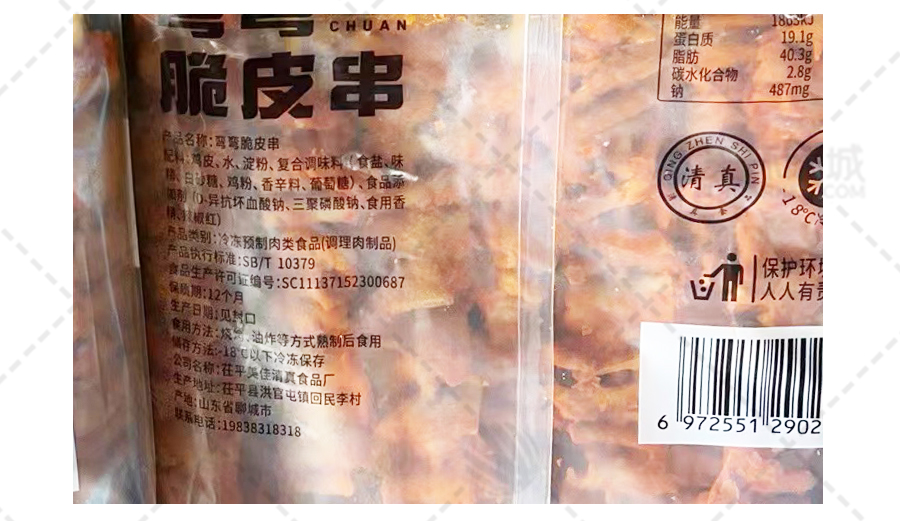 弯弯
CHUAN
脆皮串
产品名称:弯弯脆皮串
配料:鸡皮、水、淀粉、复合调味料(食盐、味
精、白砂糖、鸡粉、香辛料、葡萄糖)、食品添
加剂(D-异抗坏血酸钠、三聚磷酸钠、食用香
精、辣椒红)
产品类别:冷冻预制肉类食品(调理肉制品)
产品执行标准:SB/T 10379
食品生产许可证编号:SC11137152300687
保质期:12个月
生产日期:见封口
食用方法:烧烤、油炸等方式熟制后食用
储存方法:-18℃以下冷冻保存
公司名称:茌平美佳清真食品厂
生产地址:茌平县洪官屯镇回民李村
产地:山东省聊城市
联系电话:19838318318
能量 1863KJ
蛋白质 19.1g
脂肪 40.3g
碳水化合物 2.8g
钠 487mg
QING ZHEN SHI PIN
清真
-18℃
保护环境
人人有责
6 972551 2902
城
.COM